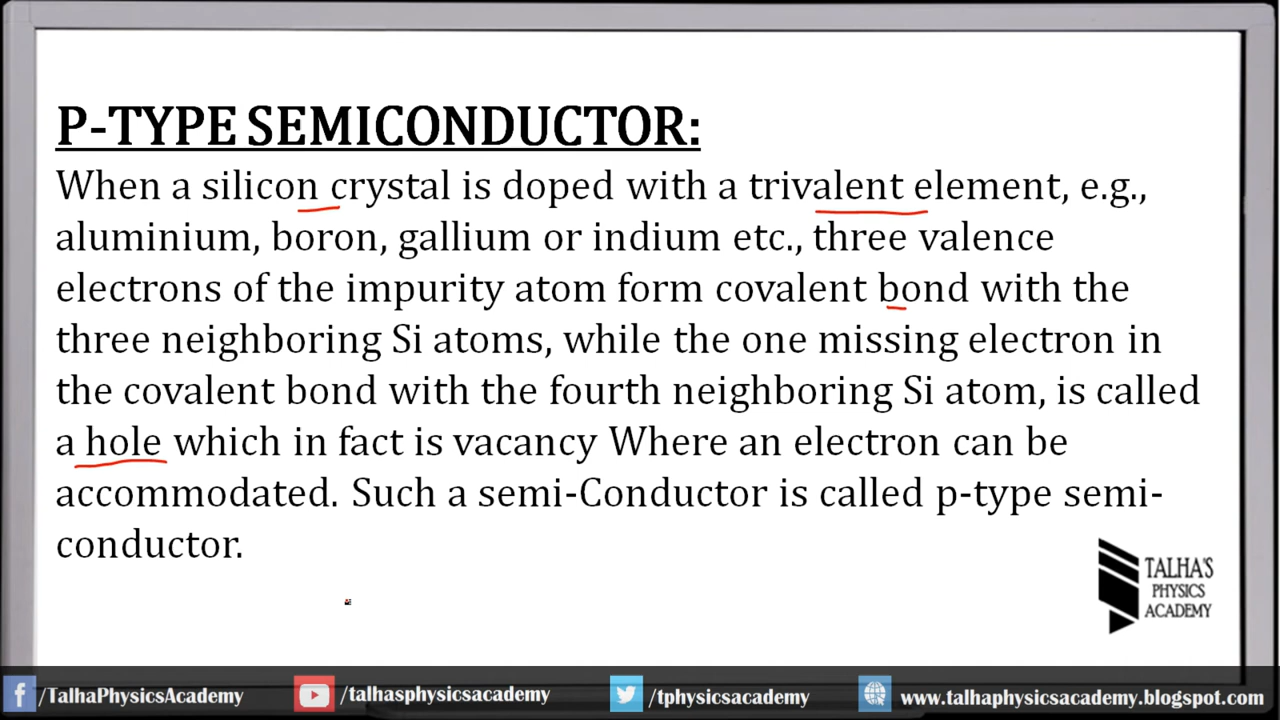 P-TYPE SEMICONDUCTOR:
When a silicon crystal is doped with a trivalent element, e.g.,
aluminium, boron, gallium or indium etc., three valence
electrons of the impurity atom form covalent bond with the
three neighboring Si atoms, while the one missing electron in
the covalent bond with the fourth neighboring Si atom, is called
a hole which in fact is vacancy Where an electron can be
accommodated. Such a semi-Conductor is called p-type semi-
conductor.
TALHA'S
PHYSICS
ACADEMY
/TalhaPhysicsAcademy
/talhasphysicsacademy
/tphysicsacademy
www.talhaphysicsacademy.blogspot.com